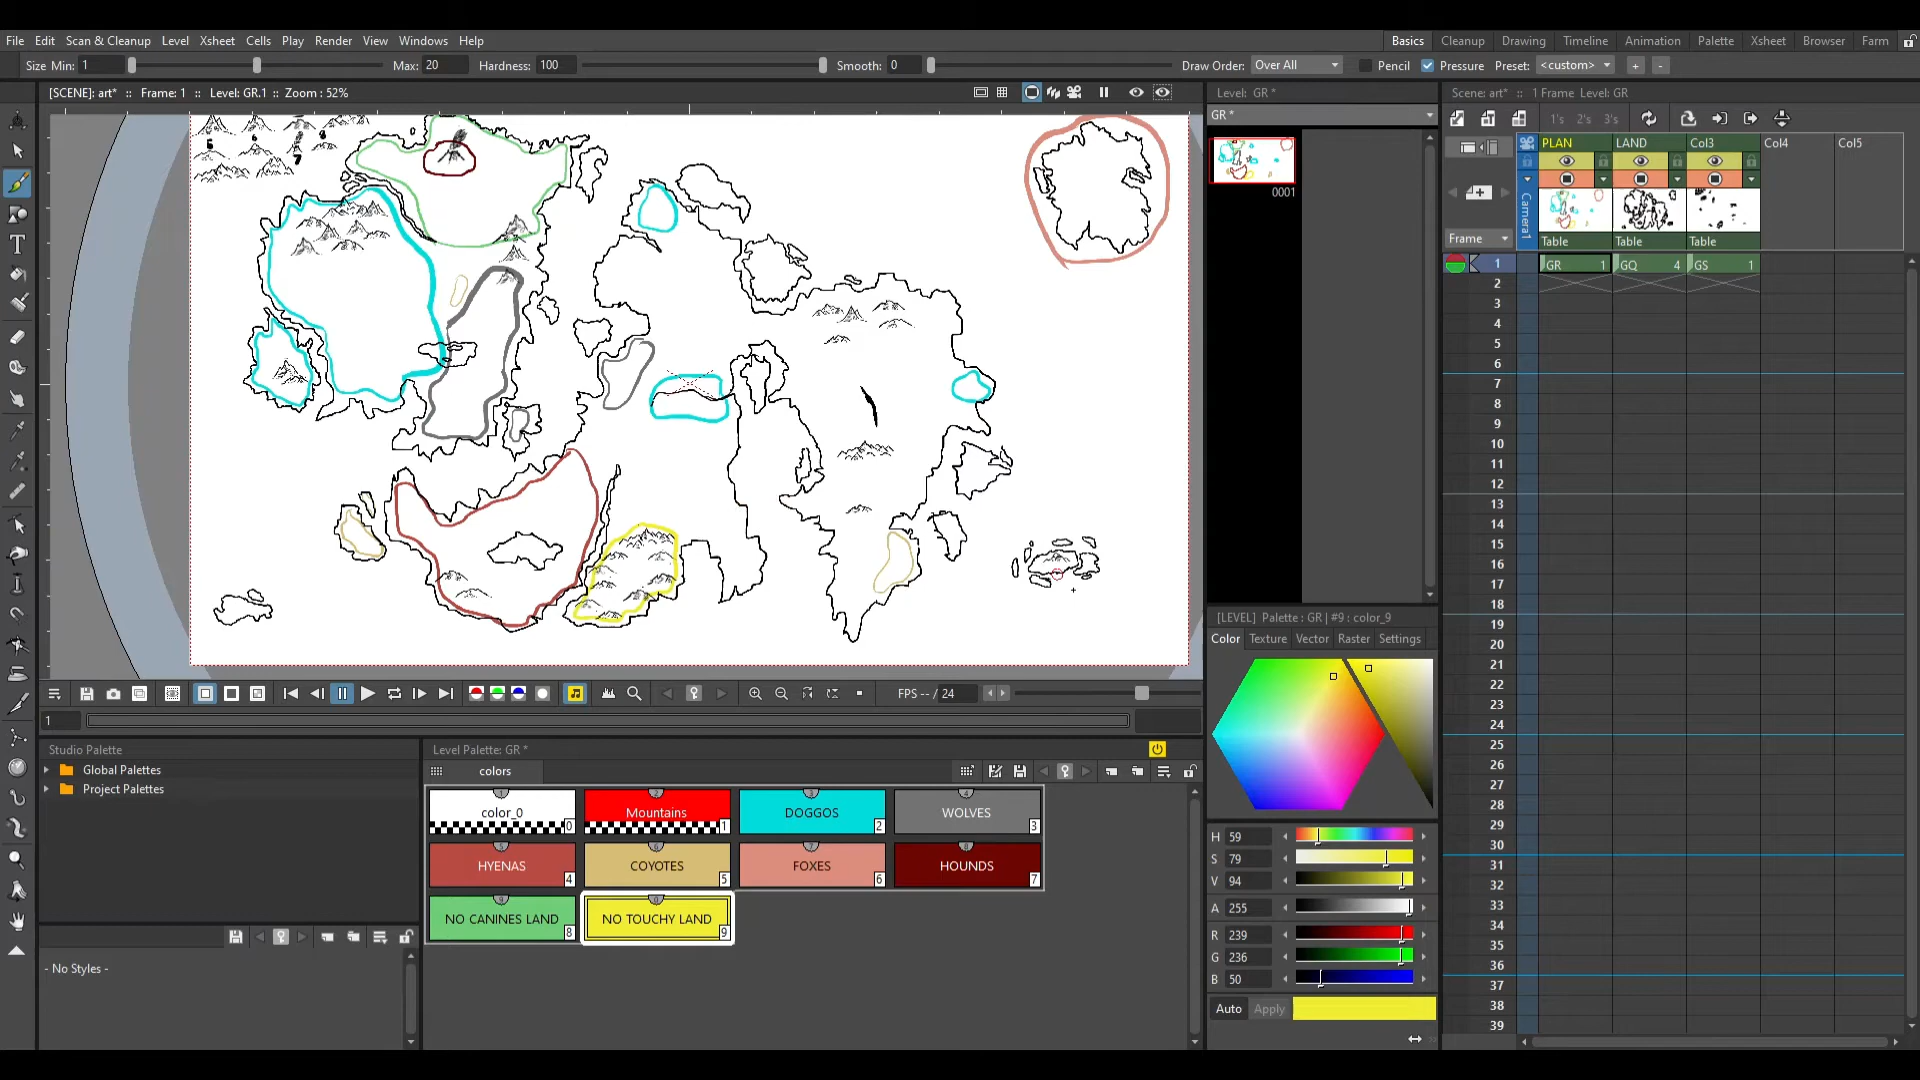 File Edit Scan & Cleanup Level Xsheet Cells Play Render View Windows Help
Basics Cleanup Drawing Timeline Animation Palette Xsheet Browser Farm
Size Min: 1 Max: 20 Hardness: 100 Smooth: 0 Draw Order: Over All Pencil Pressure Preset: <custom> + -
[SCENE]: art* :: Frame: 1 :: Level: GR.1 :: Zoom : 52%
Level: GR *
Scene: art* :: 1 Frame Level: GR
GR *
1's 2's 3's
PLAN LAND Col3 Col4 Col5
5 6 7 8
0001
Camera1
Frame
Table Table Table
1 GR 1 GQ 4 GS 1
2
3
4
5
6
7
8
9
10
11
12
13
14
15
16
17
18
19
20
21
22
23
24
25
26
27
28
29
30
31
32
33
34
35
36
37
38
39
[LEVEL] Palette : GR | #9 : color_9
Color Texture Vector Raster Settings
FPS -- / 24
1
Studio Palette
Global Palettes
Project Palettes
- No Styles -
Level Palette: GR *
colors
color_0 0
Mountains 1
DOGGOS 2
WOLVES 3
HYENAS 4
COYOTES 5
FOXES 6
HOUNDS 7
NO CANINES LAND 8
NO TOUCHY LAND 9
H 59
S 79
V 94
A 255
R 239
G 236
B 50
Auto Apply